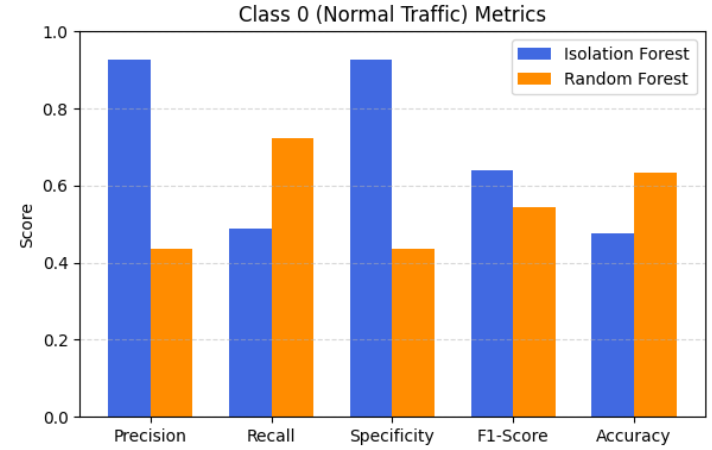 Class 0 (Normal Traffic) Metrics
Isolation Forest
Random Forest
Score
1.0
0.8
0.6
0.4
0.2
0.0
Precision
Recall
Specificity
F1-Score
Accuracy